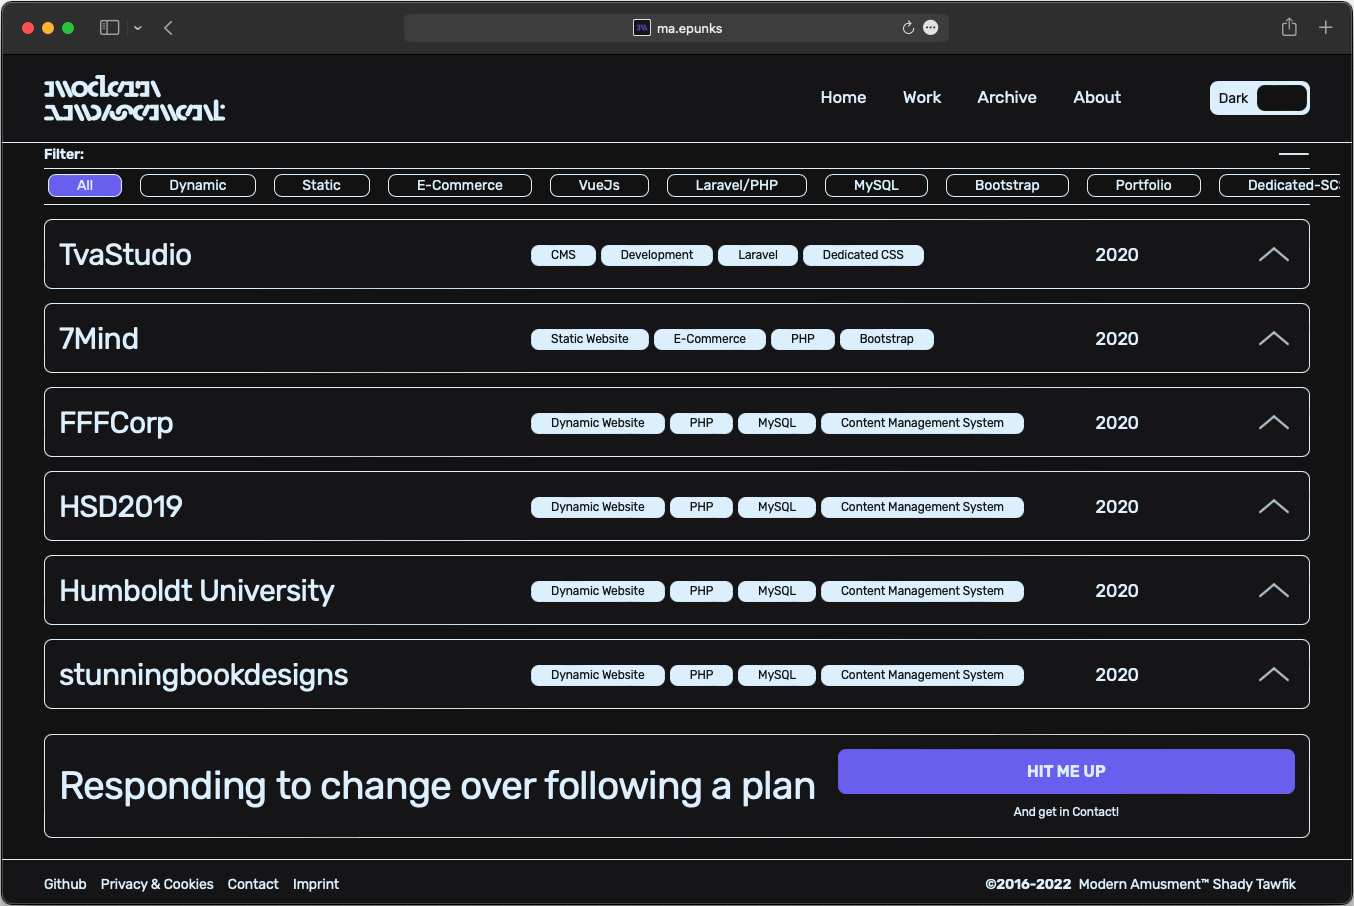 ma.epunks
modern
amusement
Home Work Archive About Dark
Filter:
All Dynamic Static E-Commerce VueJs Laravel/PHP MySQL Bootstrap Portfolio
TvaStudio CMS Development Laravel Dedicated CSS 2020
7Mind Static Website E-Commerce PHP Bootstrap 2020
FFFCorp Dynamic Website PHP MySQL Content Management System 2020
HSD2019 Dynamic Website PHP MySQL Content Management System 2020
Humboldt University Dynamic Website PHP MySQL Content Management System 2020
stunningbookdesigns Dynamic Website PHP MySQL Content Management System 2020
Responding to change over following a plan
HIT ME UP
And get in Contact!
Github Privacy & Cookies Contact Imprint ©2016-2022 Modern Amusment™ Shady Tawfik